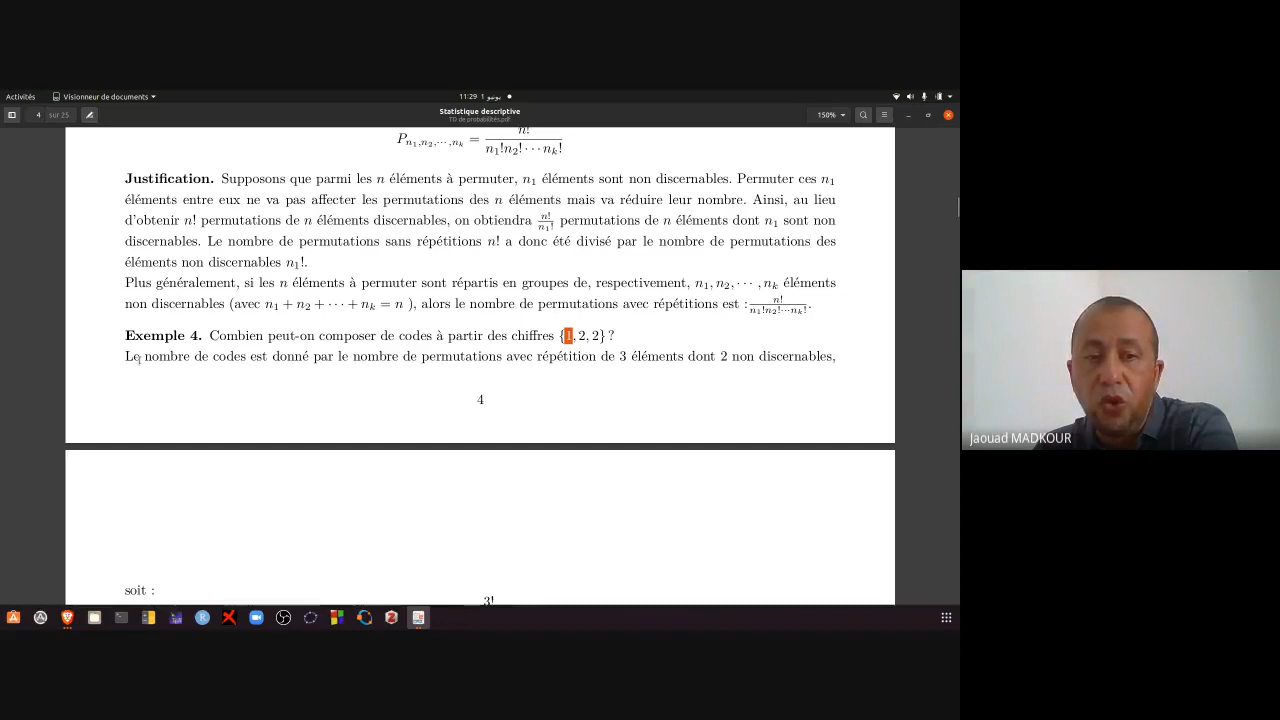 Activités
Visionneur de documents
11:29 1 يونيو
4 sur 25
Statistique descriptive
TD de probabilités.pdf
150%
P_{n_1,n_2,⋯,n_k} = n! / n_1!n_2!⋯n_k!
Justification. Supposons que parmi les n éléments à permuter, n_1 éléments sont non discernables. Permuter ces n_1
éléments entre eux ne va pas affecter les permutations des n éléments mais va réduire leur nombre. Ainsi, au lieu
d'obtenir n! permutations de n éléments discernables, on obtiendra n!/n_1! permutations de n éléments dont n_1 sont non
discernables. Le nombre de permutations sans répétitions n! a donc été divisé par le nombre de permutations des
éléments non discernables n_1!.
Plus généralement, si les n éléments à permuter sont répartis en groupes de, respectivement, n_1, n_2, ⋯ , n_k éléments
non discernables (avec n_1 + n_2 + ⋯ + n_k = n ), alors le nombre de permutations avec répétitions est : n!/n_1!n_2!⋯n_k!.
Exemple 4. Combien peut-on composer de codes à partir des chiffres {1, 2, 2} ?
Le nombre de codes est donné par le nombre de permutations avec répétition de 3 éléments dont 2 non discernables,
4
soit :
3!
Jaouad MADKOUR